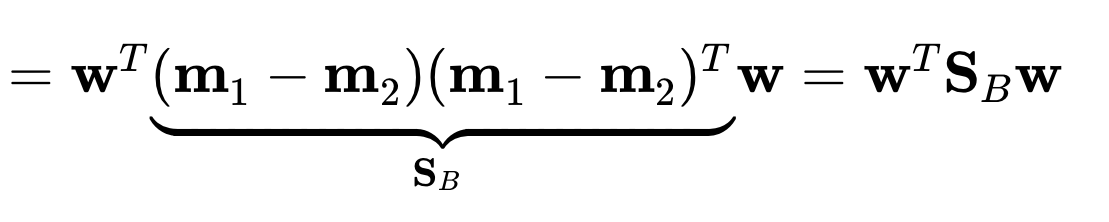 = w^T (m_1 − m_2)(m_1 − m_2)^T w = w^T S_B w
S_B